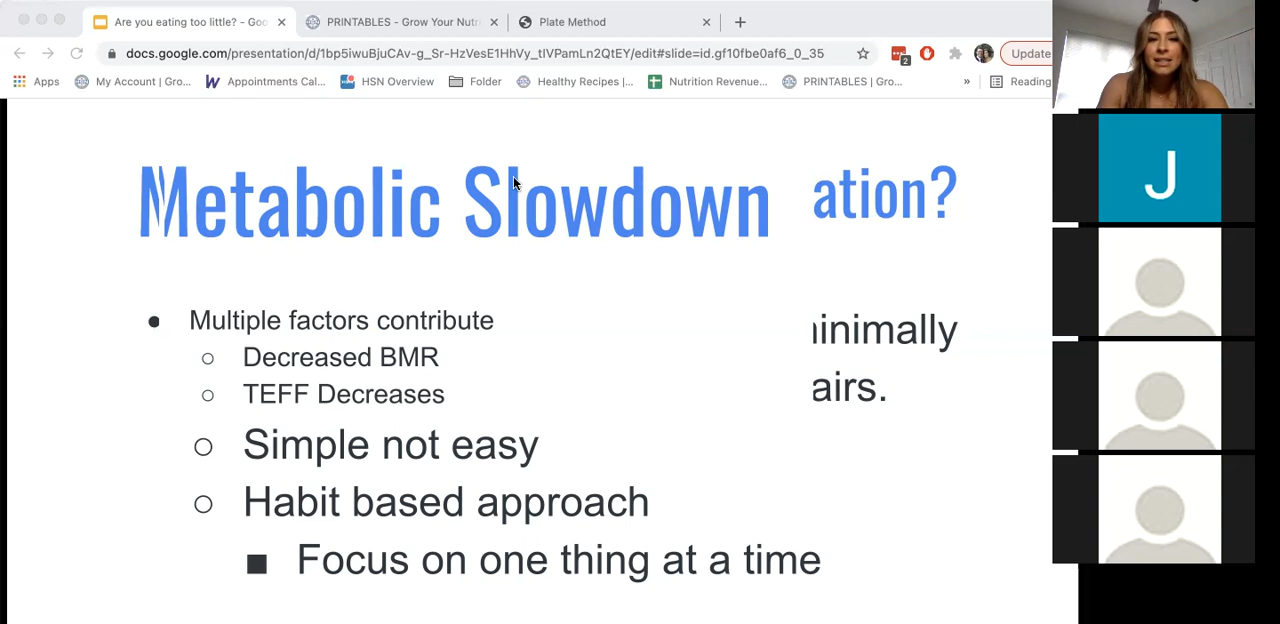 Are you eating too little? - Goo
PRINTABLES - Grow Your Nutri
Plate Method
docs.google.com/presentation/d/1bp5iwuBjuCAv-g_Sr-HzVesE1HhVy_tIVPamLn2QtEY/edit#slide=id.gf10fbe0af6_0_35
2
Update
Apps
My Account | Gro...
Appointments Cal...
HSN Overview
Folder
Healthy Recipes |...
Nutrition Revenue...
PRINTABLES | Gro...
»
Reading
Metabolic Slowdown
ation?
Multiple factors contribute
inimally
Decreased BMR
airs.
TEFF Decreases
Simple not easy
Habit based approach
Focus on one thing at a time
J